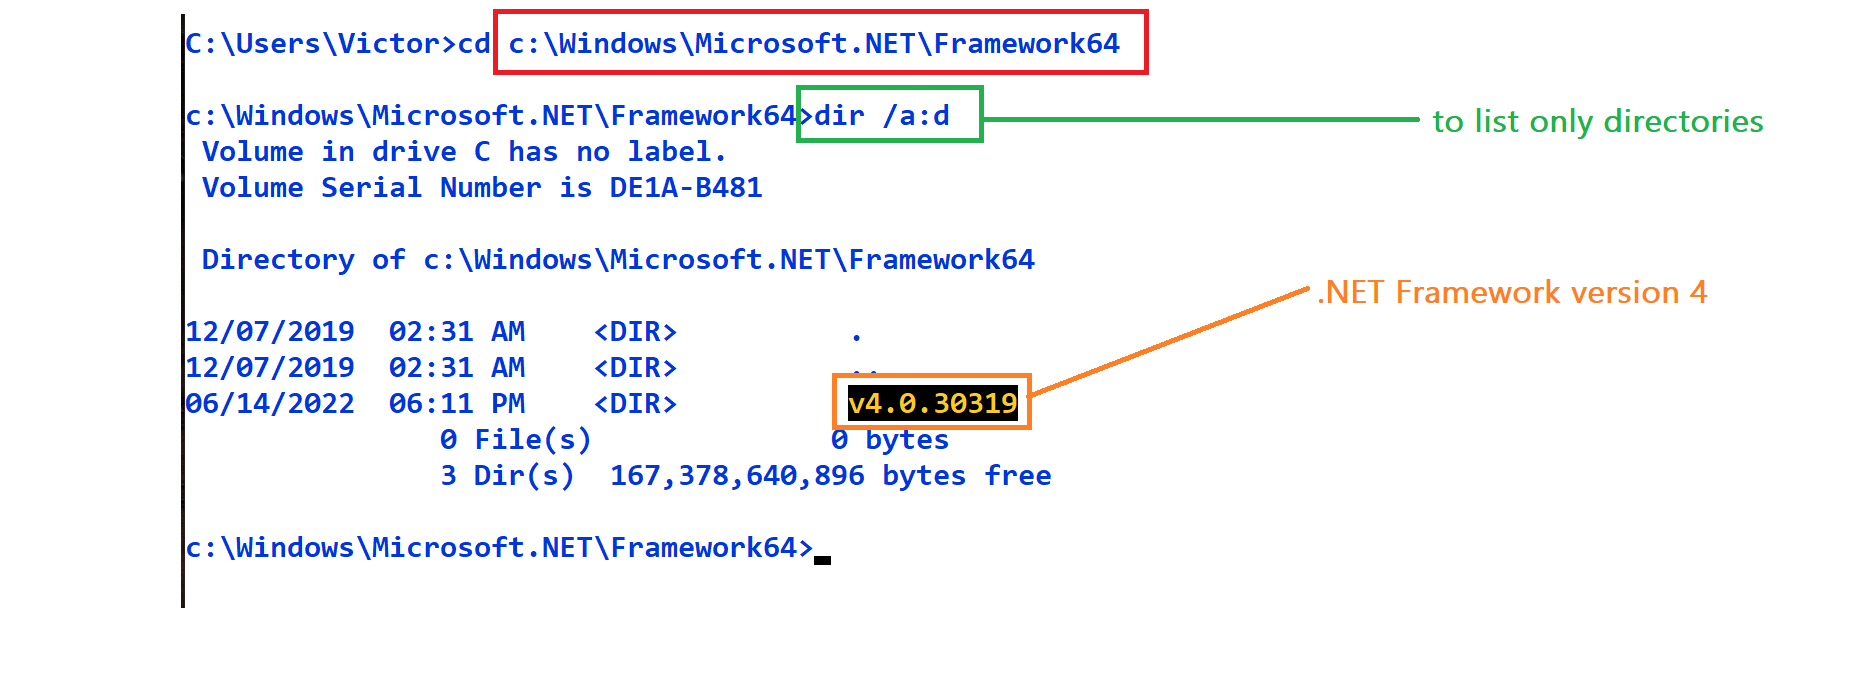 C:\Users\Victor>cd c:\Windows\Microsoft.NET\Framework64
c:\Windows\Microsoft.NET\Framework64>dir /a:d
to list only directories
Volume in drive C has no label.
Volume Serial Number is DE1A-B481
Directory of c:\Windows\Microsoft.NET\Framework64
.NET Framework version 4
12/07/2019  02:31 AM    <DIR>          .
12/07/2019  02:31 AM    <DIR>          ..
06/14/2022  06:11 PM    <DIR>          v4.0.30319
0 File(s)              0 bytes
3 Dir(s)  167,378,640,896 bytes free
c:\Windows\Microsoft.NET\Framework64>